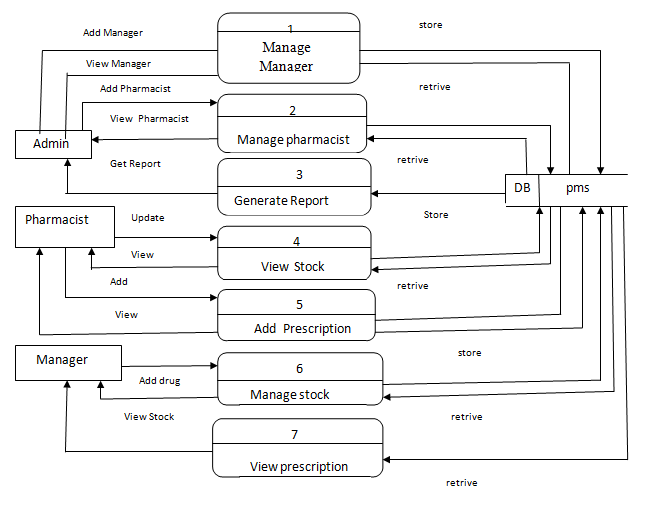 store
Add Manager
1
Manage
Manager
View Manager
retrive
Add Pharmacist
2
View Pharmacist
Manage pharmacist
Admin
retrive
Get Report
3
Generate Report
DB
pms
Store
Pharmacist
Update
4
View
View Stock
Add
retrive
5
View
Add Prescription
store
Manager
6
Add drug
Manage stock
View Stock
retrive
7
View prescription
retrive